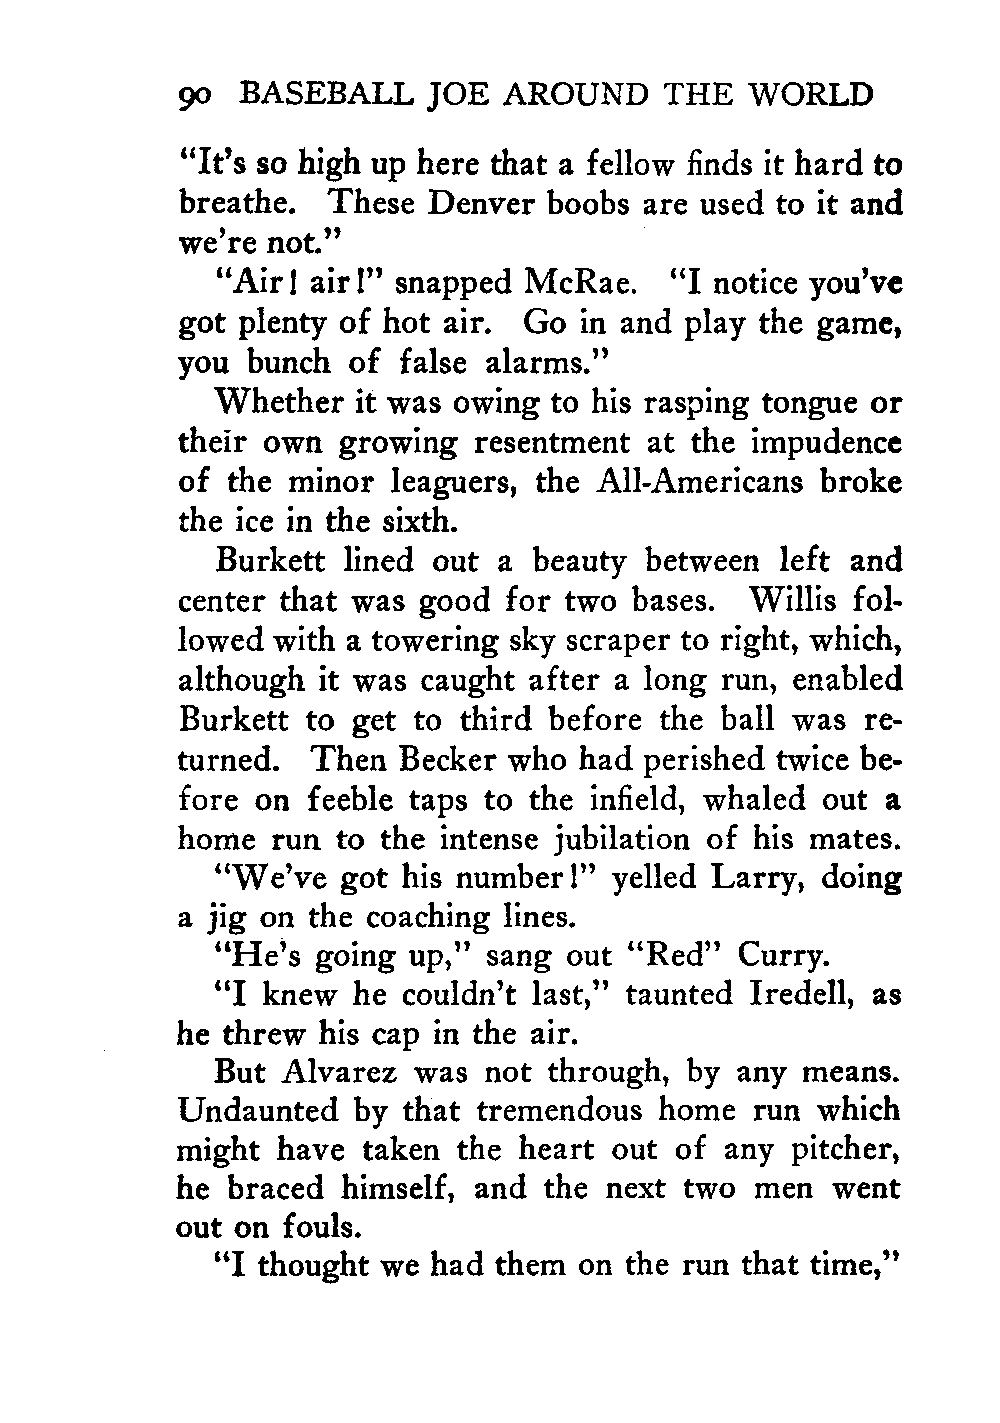 90 BASEBALL JOE AROUND THE WORLD
“It’s so high up here that a fellow finds it hard to
breathe. These Denver boobs are used to it and
we’re not.”
“Air! air!” snapped McRae. “I notice you’ve
got plenty of hot air. Go in and play the game,
you bunch of false alarms.”
Whether it was owing to his rasping tongue or
their own growing resentment at the impudence
of the minor leaguers, the All-Americans broke
the ice in the sixth.
Burkett lined out a beauty between left and
center that was good for two bases. Willis fol-
lowed with a towering sky scraper to right, which,
although it was caught after a long run, enabled
Burkett to get to third before the ball was re-
turned. Then Becker who had perished twice be-
fore on feeble taps to the infield, whaled out a
home run to the intense jubilation of his mates.
“We’ve got his number!” yelled Larry, doing
a jig on the coaching lines.
“He’s going up,” sang out “Red” Curry.
“I knew he couldn’t last,” taunted Iredell, as
he threw his cap in the air.
But Alvarez was not through, by any means.
Undaunted by that tremendous home run which
might have taken the heart out of any pitcher,
he braced himself, and the next two men went
out on fouls.
“I thought we had them on the run that time,”